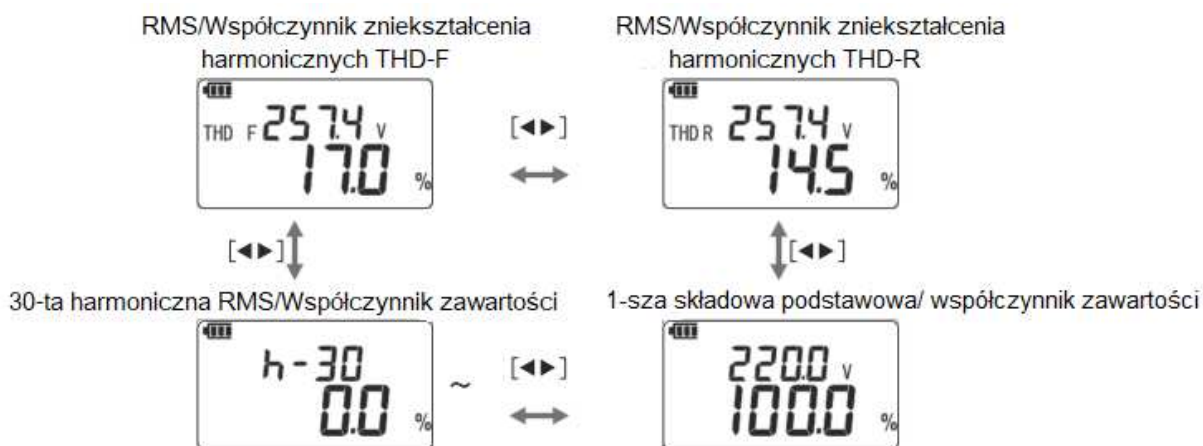 RMS/Współczynnik zniekształcenia
harmonicznych THD-F
RMS/Współczynnik zniekształcenia
harmonicznych THD-R
THD F 257.4 V
17.0 %
[◄►]
THD R 257.4 V
14.5 %
[◄►]
[◄►]
30-ta harmoniczna RMS/Współczynnik zawartości
1-sza składowa podstawowa/ współczynnik zawartości
h-30
0.0 %
~
[◄►]
220.0 V
100.0 %